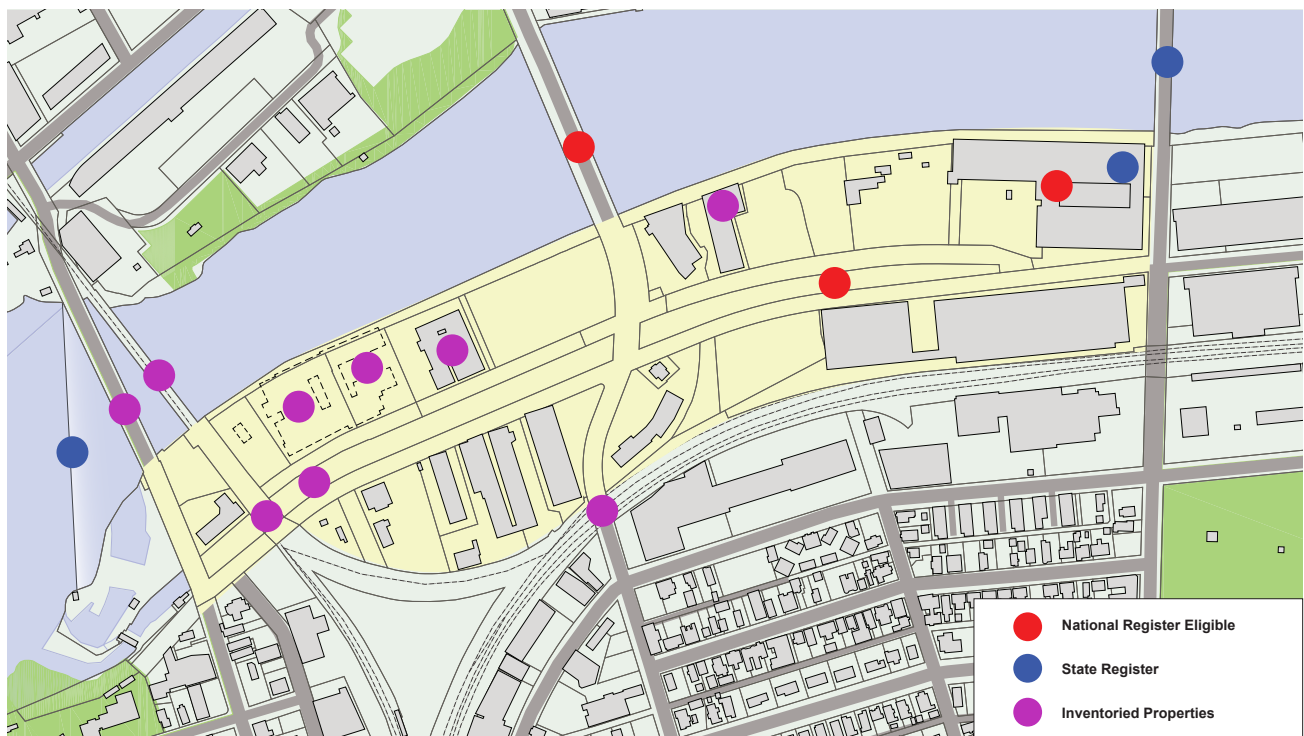 National Register Eligible
State Register
Inventoried Properties